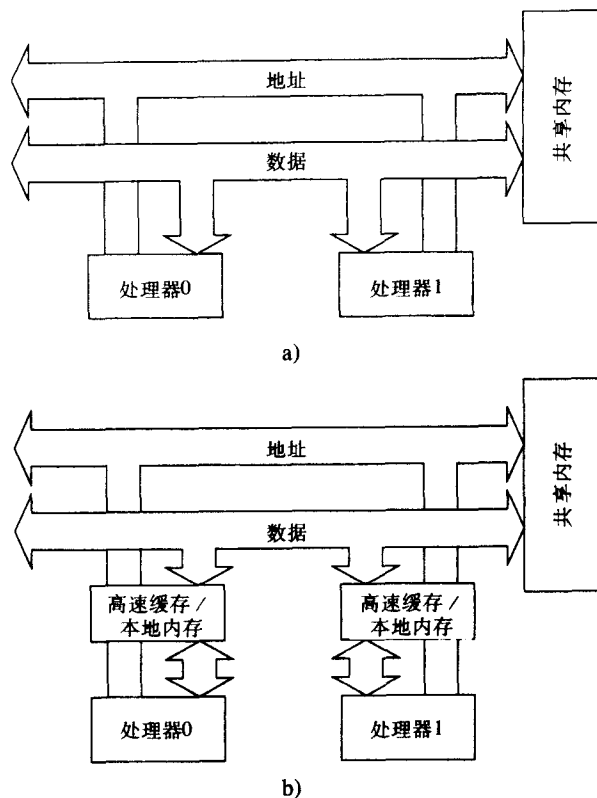 地址
共享内存
数据
处理器0
处理器1
a)
地址
共享内存
数据
高速缓存/
本地内存
高速缓存/
本地内存
处理器0
处理器1
b)